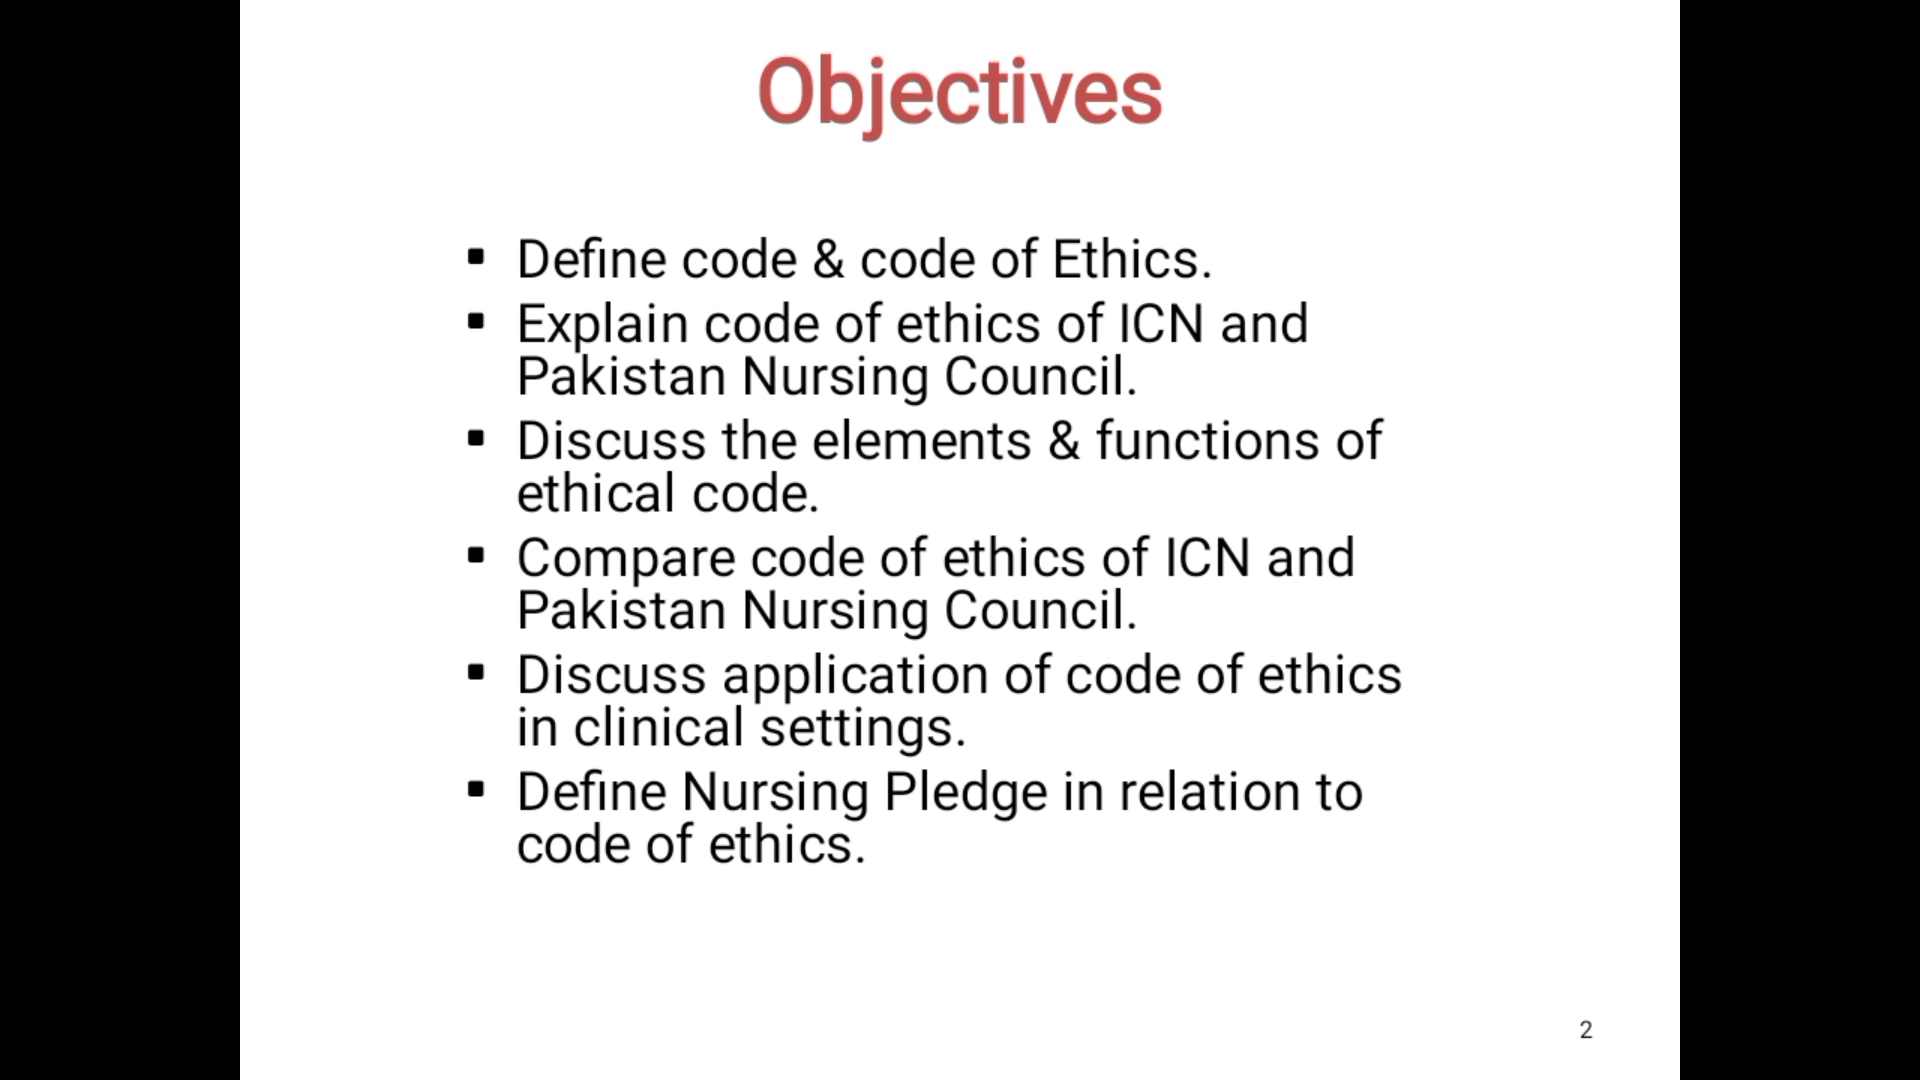 Objectives
▪ Define code & code of Ethics.
▪ Explain code of ethics of ICN and
Pakistan Nursing Council.
▪ Discuss the elements & functions of
ethical code.
▪ Compare code of ethics of ICN and
Pakistan Nursing Council.
▪ Discuss application of code of ethics
in clinical settings.
▪ Define Nursing Pledge in relation to
code of ethics.
2